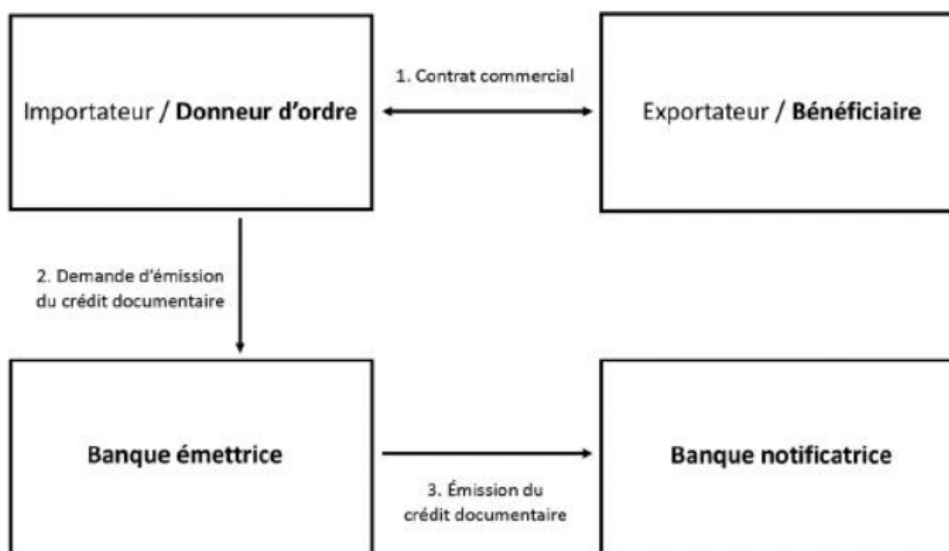 1. Contrat commercial
Importateur / Donneur d'ordre
Exportateur / Bénéficiaire
2. Demande d'émission
du crédit documentaire
Banque émettrice
Banque notificatrice
3. Émission du
crédit documentaire